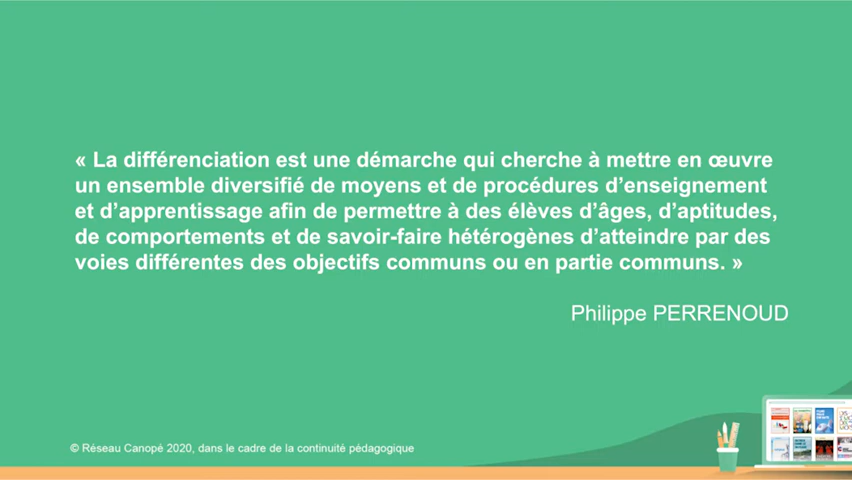 « La différenciation est une démarche qui cherche à mettre en œuvre
un ensemble diversifié de moyens et de procédures d’enseignement
et d’apprentissage afin de permettre à des élèves d’âges, d’aptitudes,
de comportements et de savoir-faire hétérogènes d’atteindre par des
voies différentes des objectifs communs ou en partie communs. »
Philippe PERRENOUD
© Réseau Canopé 2020, dans le cadre de la continuité pédagogique